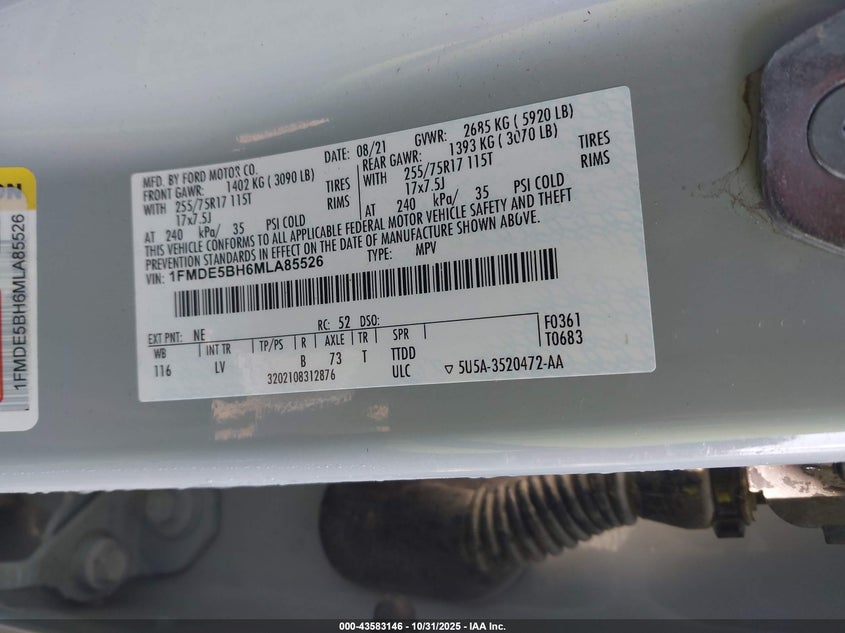 MFD. BY FORD MOTOR CO.
DATE: 08/21 GVWR: 2685 KG ( 5920 LB)
FRONT GAWR: 1402 KG ( 3090 LB) REAR GAWR: 1393 KG ( 3070 LB)
WITH 255/75R17 115T TIRES WITH 255/75R17 115T TIRES
17x7.5J RIMS 17x7.5J RIMS
AT 240 kPa/ 35 PSI COLD AT 240 kPa/ 35 PSI COLD
THIS VEHICLE CONFORMS TO ALL APPLICABLE FEDERAL MOTOR VEHICLE SAFETY AND THEFT
PREVENTION STANDARDS IN EFFECT ON THE DATE OF MANUFACTURE SHOWN ABOVE.
VIN: 1FMDE5BH6MLA85526 TYPE: MPV
EXT PNT: NE RC: 52 DSO: F0361
WB INT TR TP/PS R AXLE TR SPR T0683
116 LV B 73 T TTDD
3202108312876 ULC ▽ 5U5A-3520472-AA
ON
1FMDE5BH6MLA85526
000-43583146 - 10/31/2025 - IAA Inc.